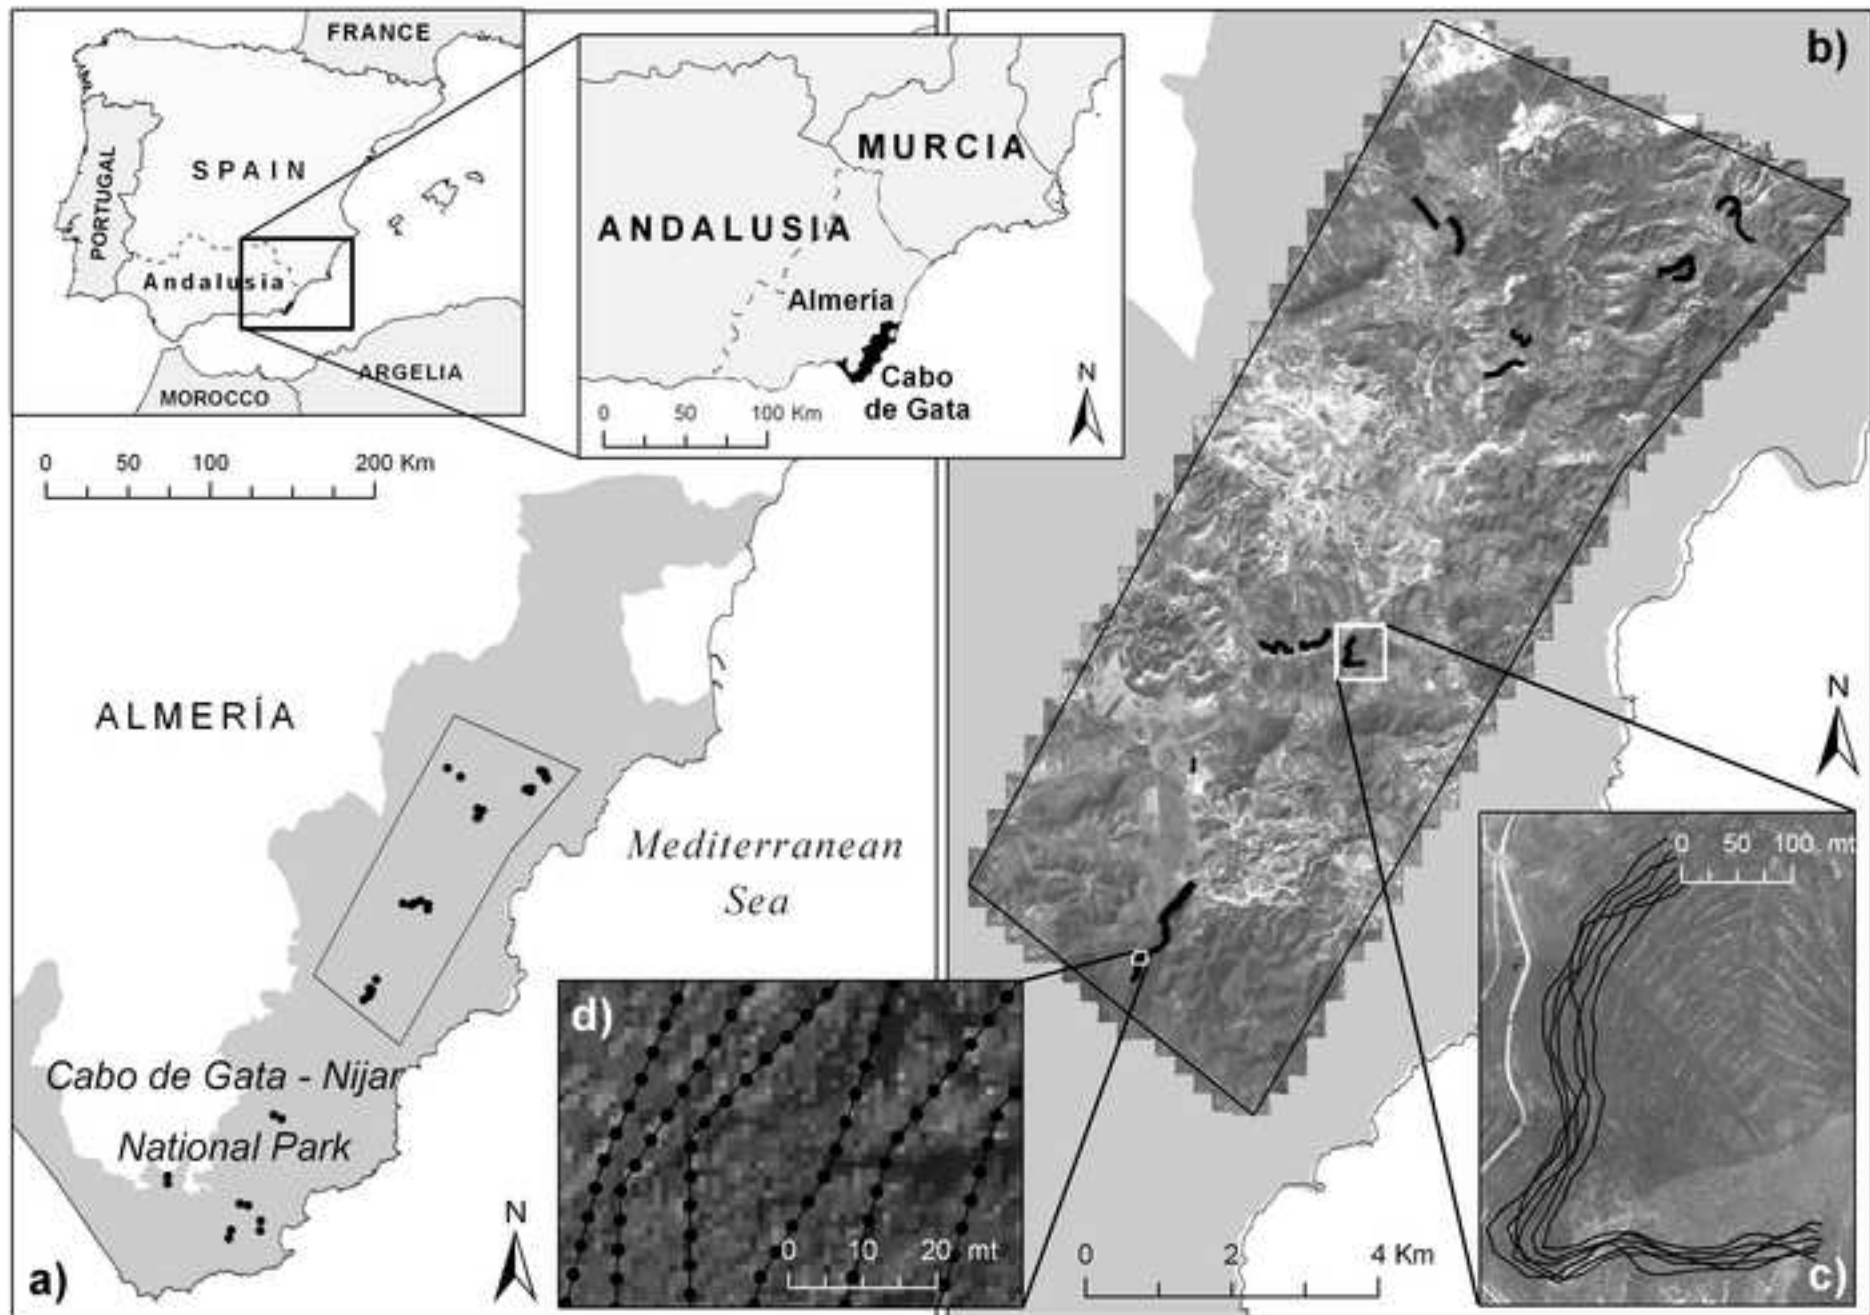 FRANCE
PORTUGAL
SPAIN
Andalusia
MOROCCO
ARGELIA
0 50 100 200 Km
MURCIA
ANDALUSIA
Almería
Cabo
de Gata
0 50 100 Km
N
ALMERÍA
Mediterranean
Sea
Cabo de Gata - Nijar
National Park
N
a)
b)
N
0 2 4 Km
0 50 100 mt
c)
d)
0 10 20 mt